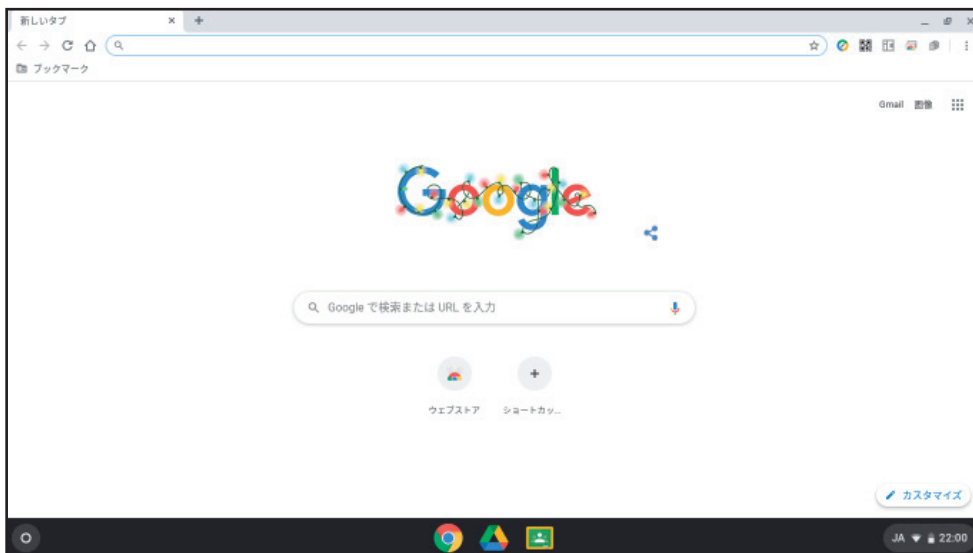 新しいタブ
ブックマーク
Gmail 画像
Google
Google で検索または URL を入力
ウェブストア ショートカッ...
カスタマイズ
JA 22:00